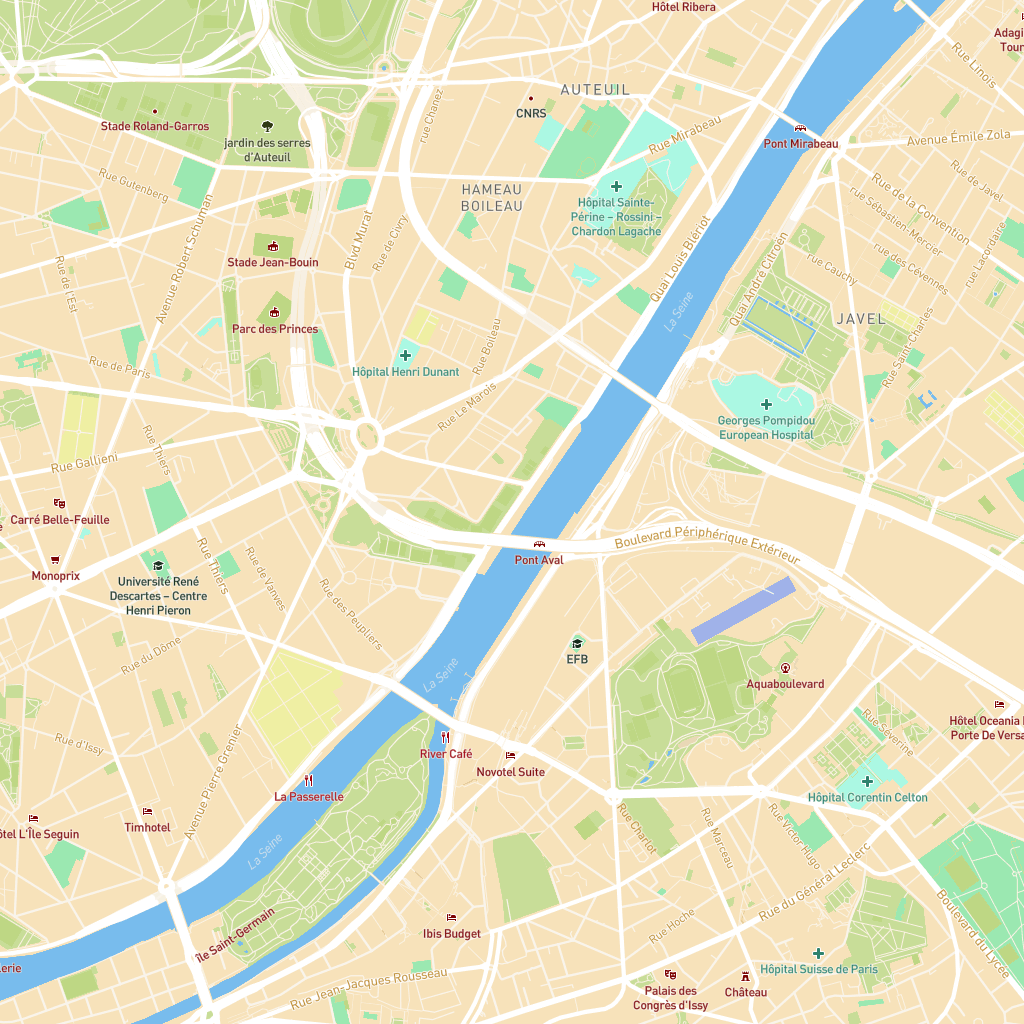 Hôtel Ribera
Adagi
Tour
Rue Linois
AUTEUIL
CNRS
rue Chanez
Stade Roland-Garros
jardin des serres
d'Auteuil
Rue Mirabeau
Pont Mirabeau
Avenue Émile Zola
Rue Gutenberg
HAMEAU
BOILEAU
Hôpital Sainte-
Périne – Rossini –
Chardon Lagache
Rue de la Convention
Rue de Javel
rue Sébastien-Mercier
rue des Cévennes
rue Lacordaire
Rue de l'Est
Avenue Robert Schuman
Blvd Murat
Rue de Civry
Stade Jean-Bouin
Quai Louis Blériot
Quai André Citroën
rue Cauchy
Parc des Princes
La Seine
JAVEL
Rue Saint-Charles
Rue Boileau
Rue de Paris
Hôpital Henri Dunant
Rue Le Marois
Georges Pompidou
European Hospital
Rue Thiers
Rue Gallieni
Carré Belle-Feuille
e
Boulevard Périphérique Extérieur
Pont Aval
Monoprix
Université René
Descartes – Centre
Henri Pieron
Rue Thiers
Rue de Vanves
Rue des Peupliers
Rue du Dôme
EFB
La Seine
Aquaboulevard
Hôtel Oceania
Porte De Versa
Rue Séverine
Rue d'Issy
Avenue Pierre Grenier
River Café
Novotel Suite
La Passerelle
Hôpital Corentin Celton
Timhotel
ôtel L'Île Seguin
Rue Charlot
Rue Marceau
Rue Victor Hugo
La Seine
Rue du Général Leclerc
Île Saint-Germain
Ibis Budget
Rue Hoche
Boulevard du Lycée
lerie
Hôpital Suisse de Paris
Rue Jean-Jacques Rousseau
Palais des
Congrès d'Issy
Château